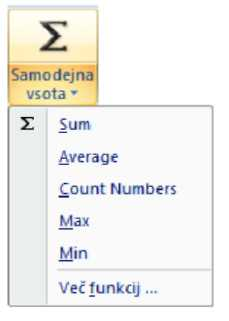 Σ
Samodejna
vsota
Σ Sum
Average
Count Numbers
Max
Min
Več funkcij ...